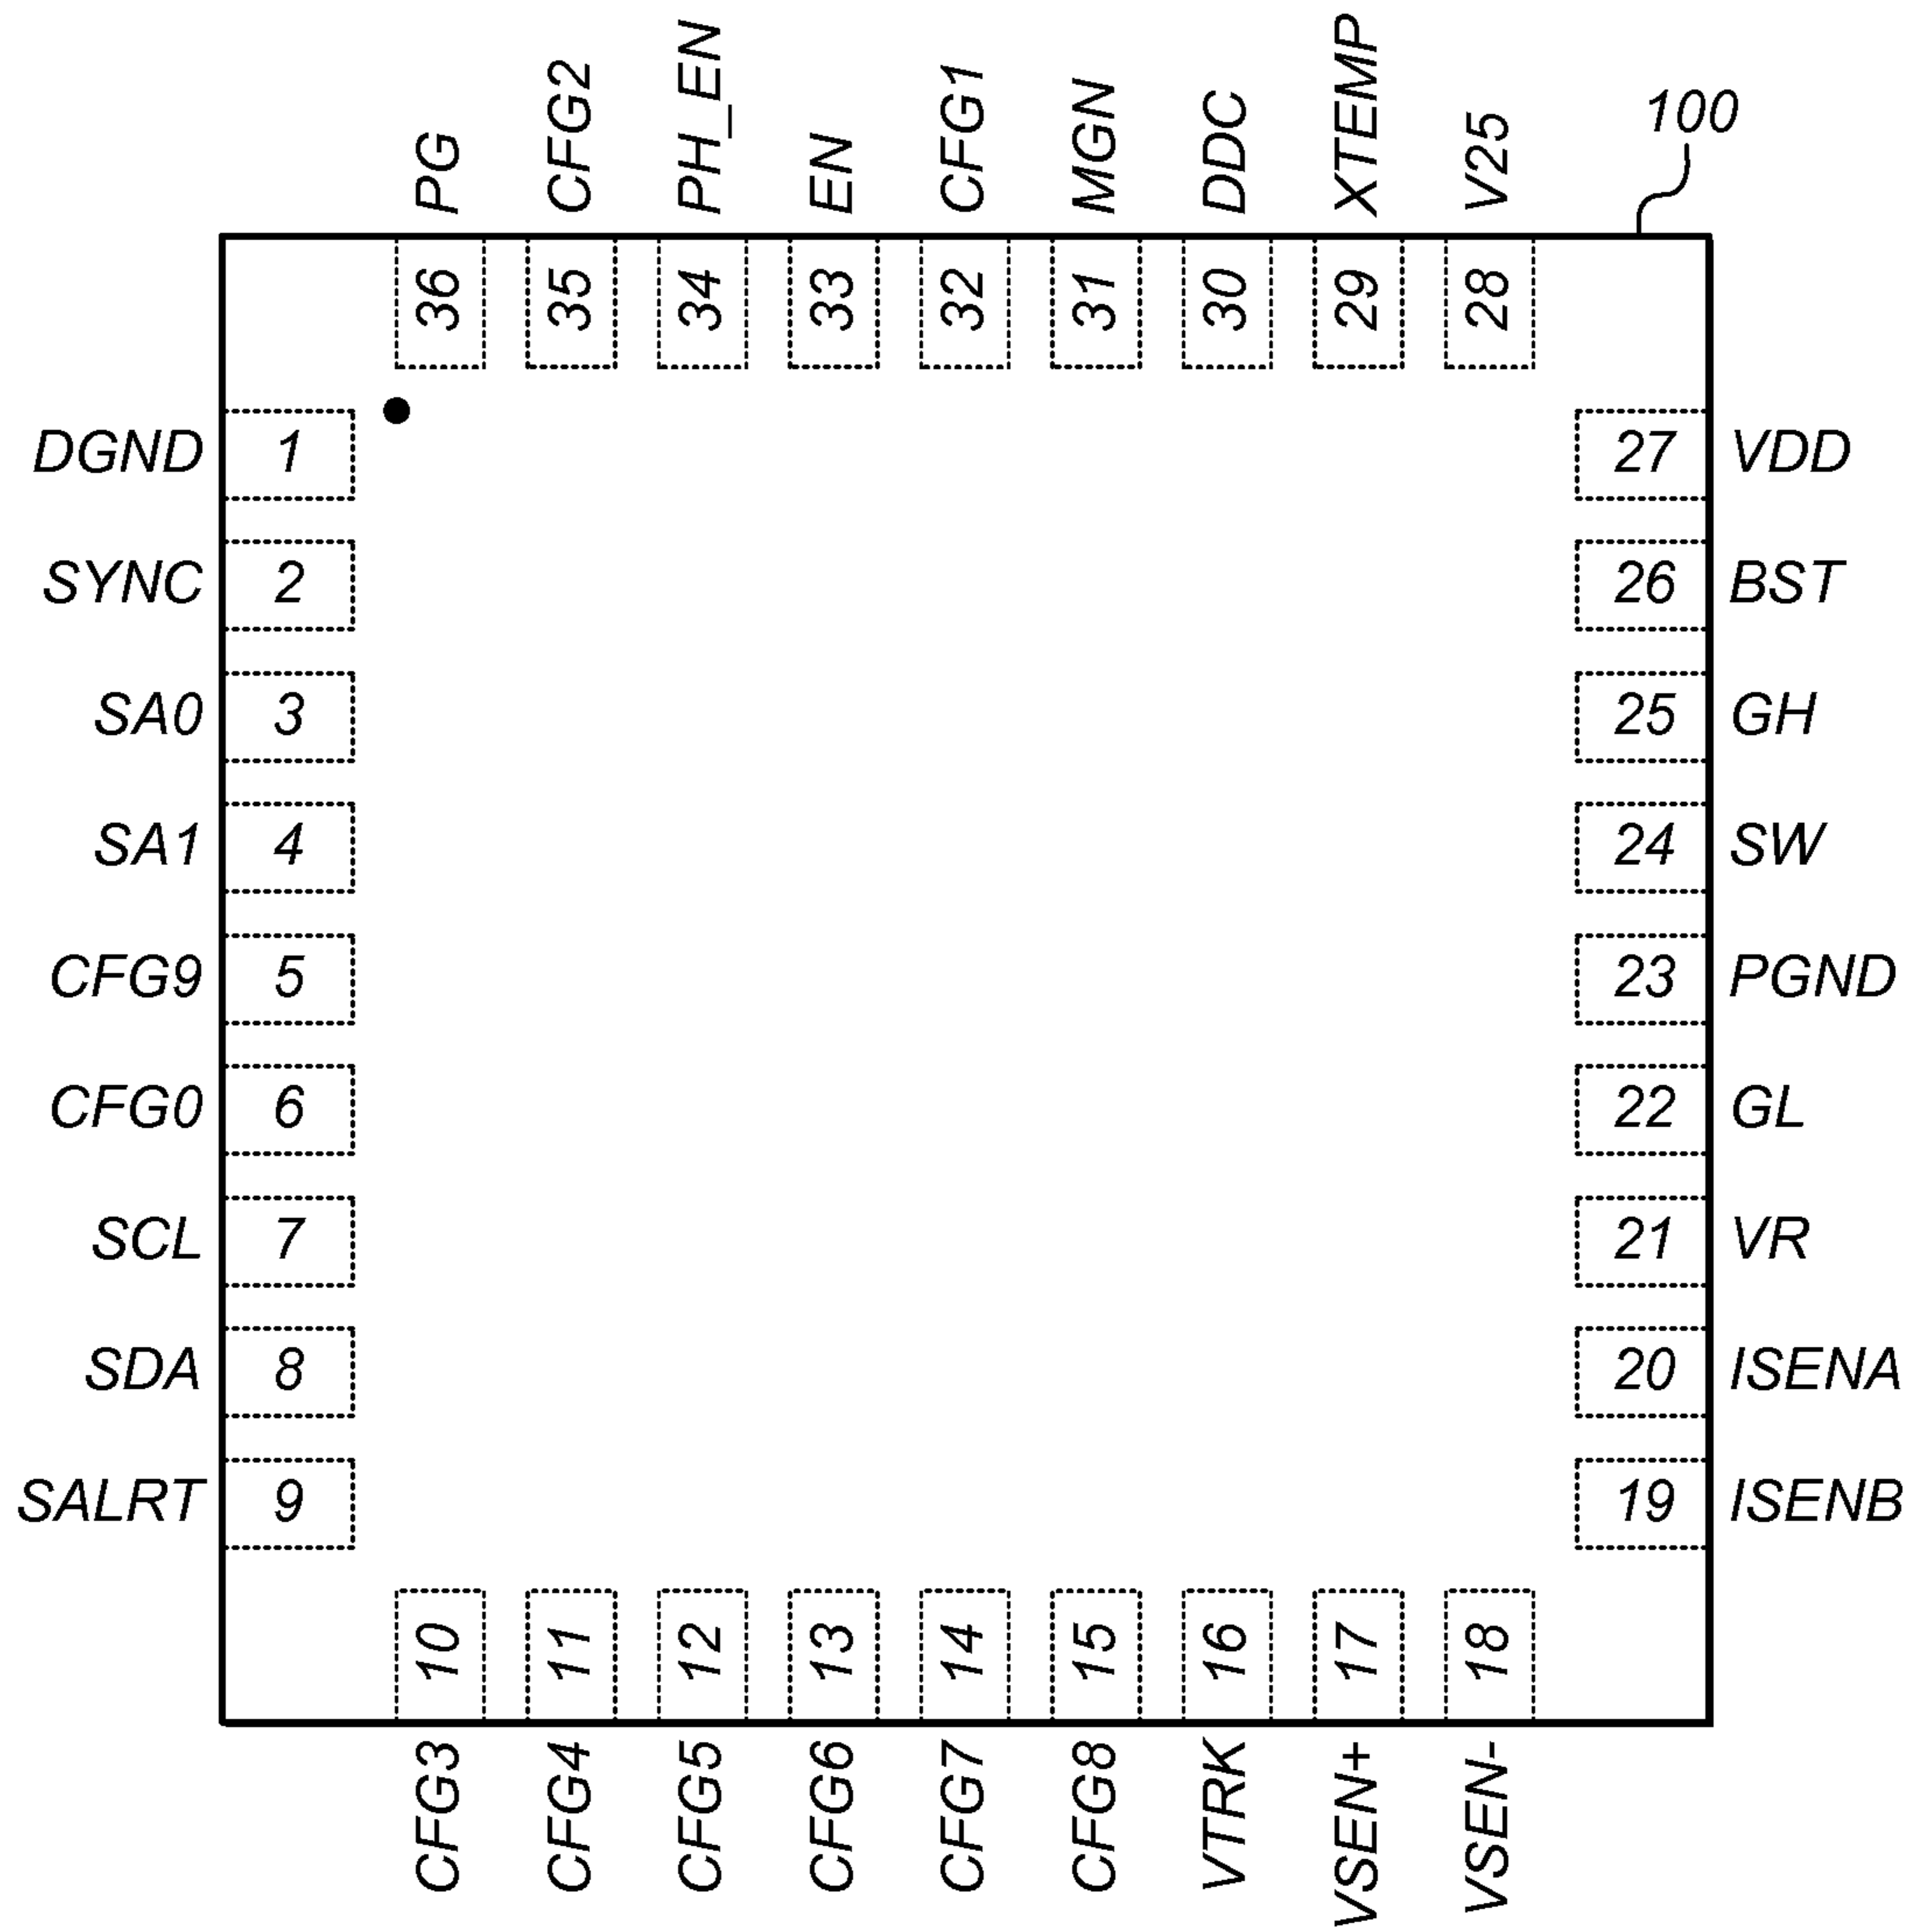 PG
CFG2
PH_EN
EN
CFG1
MGN
DDC
XTEMP
V25
100
36
35
34
33
32
31
30
29
28
DGND 1
27 VDD
SYNC 2
26 BST
SA0 3
25 GH
SA1 4
24 SW
CFG9 5
23 PGND
CFG0 6
22 GL
SCL 7
21 VR
SDA 8
20 ISENA
SALRT 9
19 ISENB
10
11
12
13
14
15
16
17
18
CFG3
CFG4
CFG5
CFG6
CFG7
CFG8
VTRK
VSEN+
VSEN-